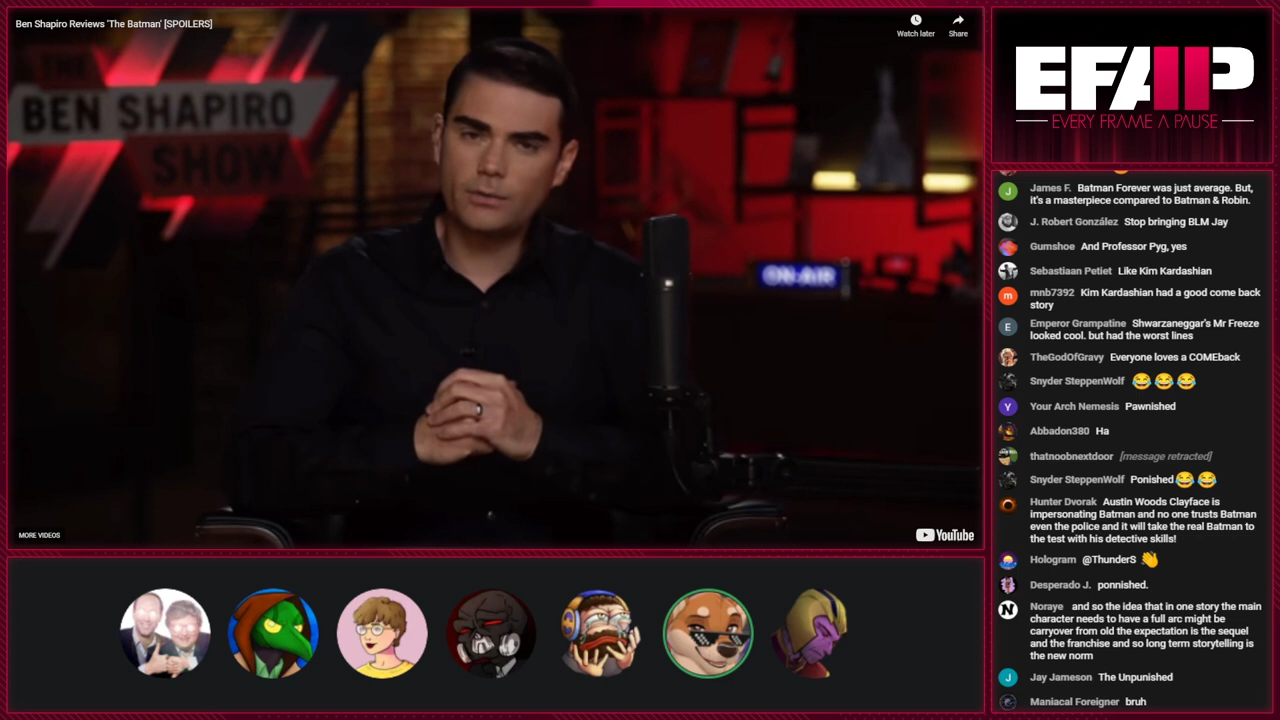 Ben Shapiro Reviews 'The Batman' [SPOILERS]
Watch later
Share
THE
BEN SHAPIRO
SHOW
ON-AIR
MORE VIDEOS
YouTube
EFAP
EVERY FRAME A PAUSE
James F. Batman Forever was just average. But,
it's a masterpiece compared to Batman & Robin.
J. Robert González Stop bringing BLM Jay
Gumshoe And Professor Pyg, yes
Sebastiaan Petiet Like Kim Kardashian
m
mnb7392 Kim Kardashian had a good come back
story
E
Emperor Grampatine Shwarzaneggar's Mr Freeze
looked cool. but had the worst lines
TheGodOfGravy Everyone loves a COMEback
Snyder SteppenWolf 😂😂😂
Y
Your Arch Nemesis Pawnished
Abbadon380 Ha
thatnoobnextdoor [message retracted]
Snyder SteppenWolf Ponished😂😂
Hunter Dvorak Austin Woods Clayface is
impersonating Batman and no one trusts Batman
even the police and it will take the real Batman to
the test with his detective skills!
Hologram @ThunderS 👏
Desperado J. ponnished.
N
Noraye and so the idea that in one story the main
character needs to have a full arc might be
carryover from old the expectation is the sequel
and the franchise and so long term storytelling is
the new norm
J
Jay Jameson The Unpunished
Maniacal Foreigner bruh